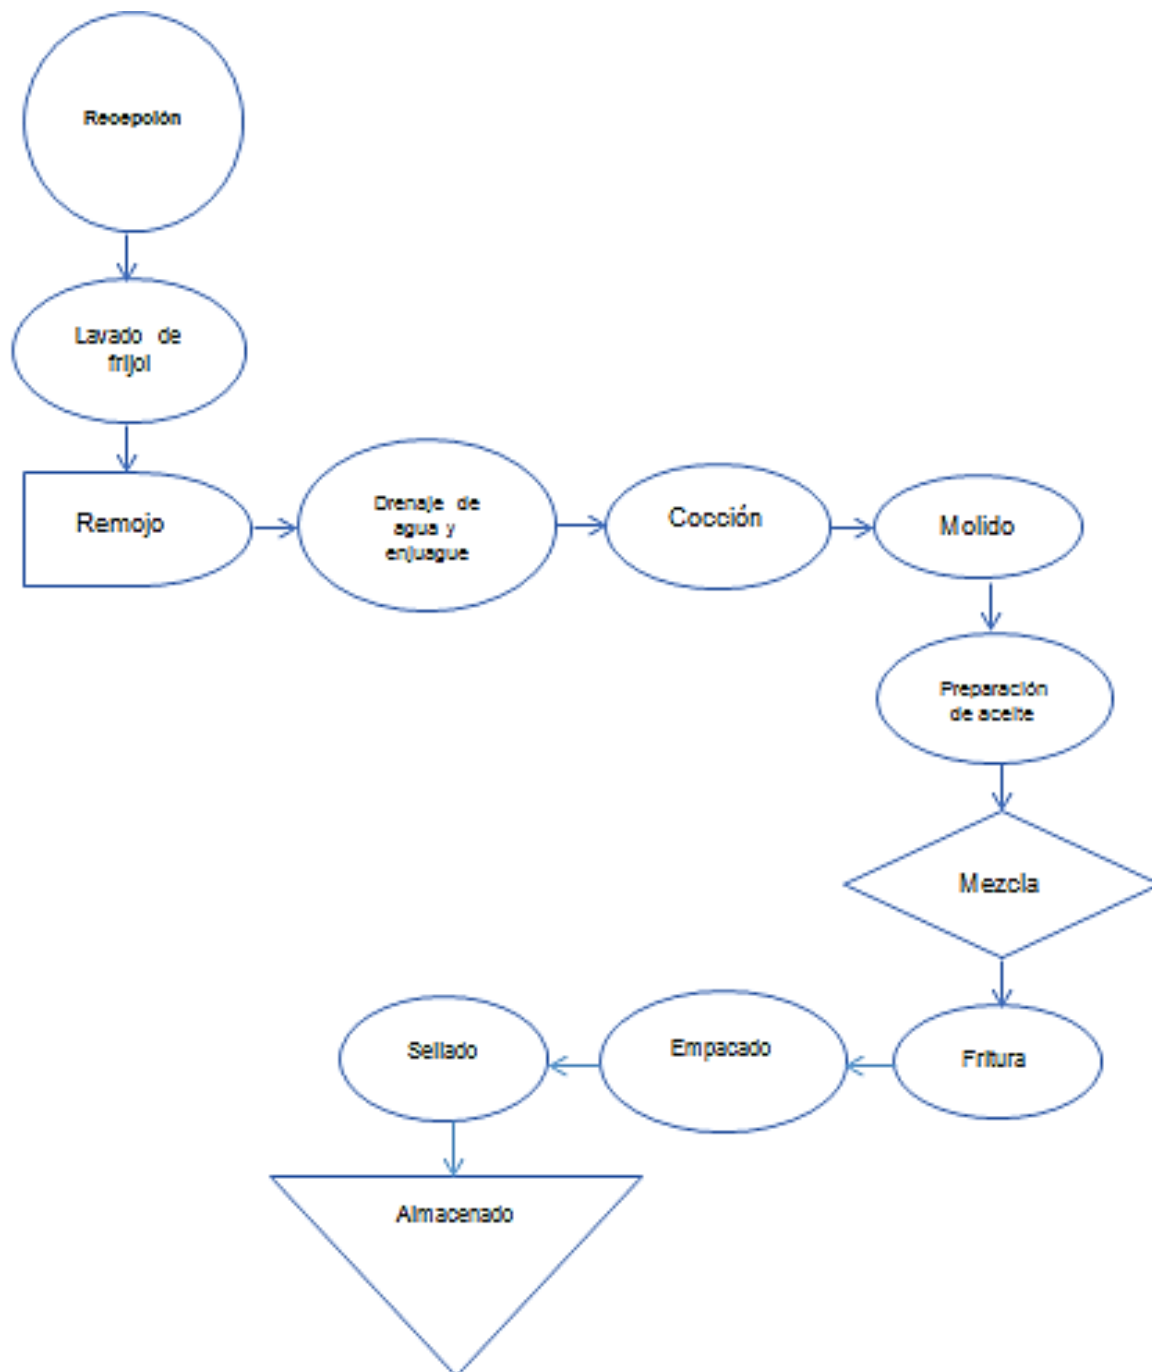 Recepción
Lavado de
frijol
Remojo
Drenaje de
agua y
enjuague
Cocción
Molido
Preparación
de aceite
Mezcla
Fritura
Empacado
Sellado
Almacenado